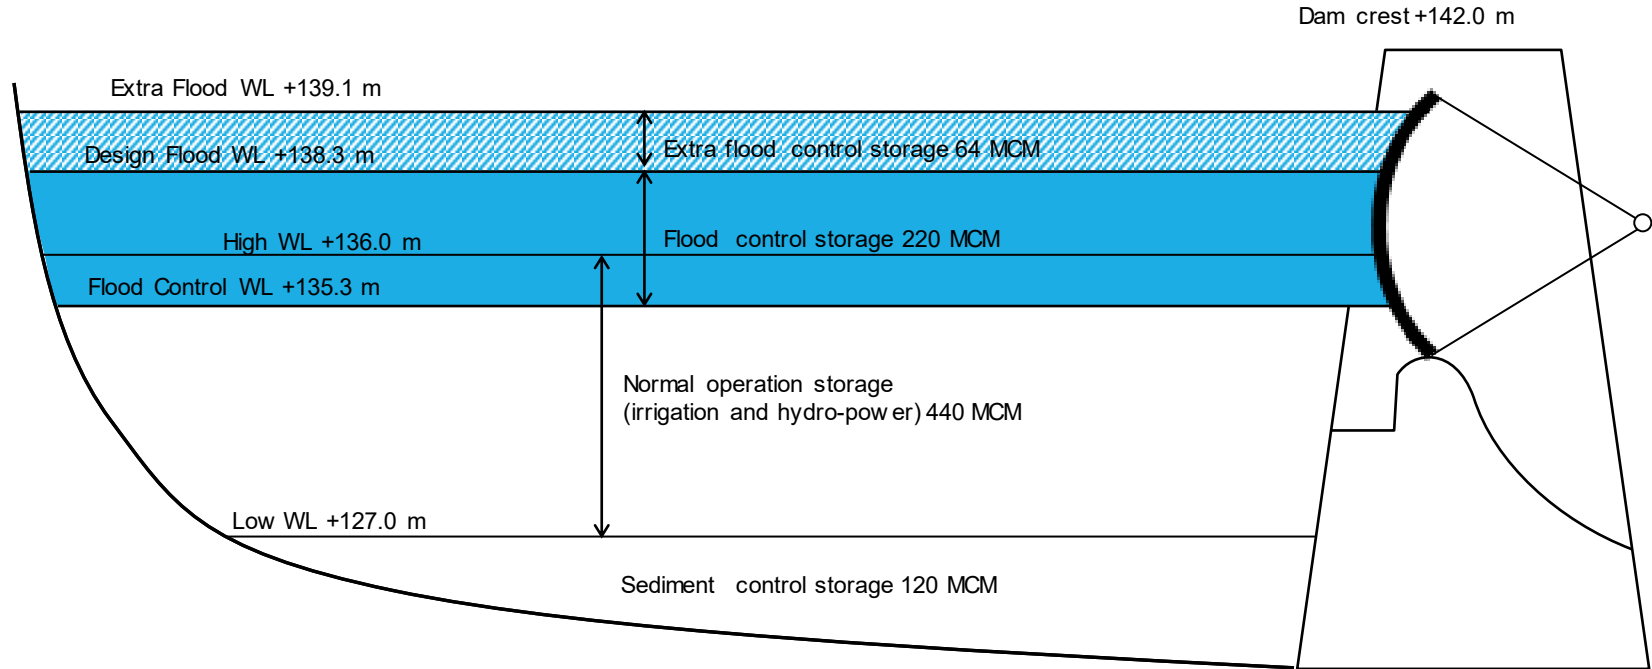 Dam crest +142.0 m
Extra Flood WL +139.1 m
Design Flood WL +138.3 m
Extra flood control storage 64 MCM
High WL +136.0 m
Flood control storage 220 MCM
Flood Control WL +135.3 m
Normal operation storage
(irrigation and hydro-power) 440 MCM
Low WL +127.0 m
Sediment control storage 120 MCM